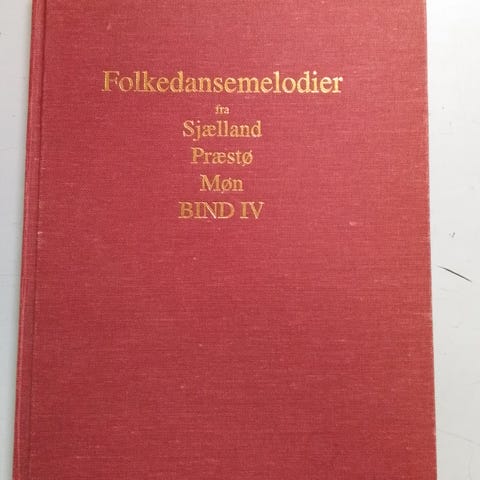 Folkedansemelodier
fra
Sjælland
Præstø
Møn
BIND IV